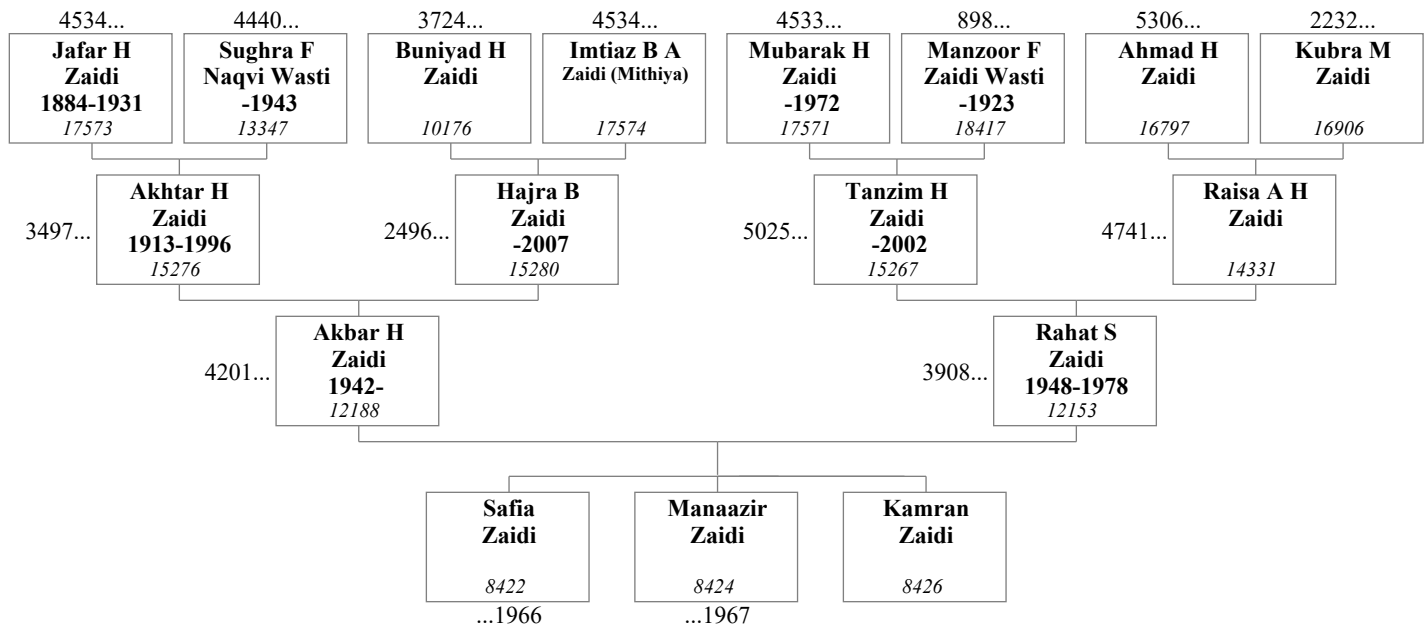 4534...
4440...
3724...
4534...
4533...
898...
5306...
2232...
Jafar H
Zaidi
1884-1931
17573
Sughra F
Naqvi Wasti
-1943
13347
Buniyad H
Zaidi
10176
Imtiaz B A
Zaidi (Mithiya)
17574
Mubarak H
Zaidi
-1972
17571
Manzoor F
Zaidi Wasti
-1923
18417
Ahmad H
Zaidi
16797
Kubra M
Zaidi
16906
3497...
Akhtar H
Zaidi
1913-1996
15276
2496...
Hajra B
Zaidi
-2007
15280
5025...
Tanzim H
Zaidi
-2002
15267
4741...
Raisa A H
Zaidi
14331
4201...
Akbar H
Zaidi
1942-
12188
3908...
Rahat S
Zaidi
1948-1978
12153
Safia
Zaidi
8422
...1966
Manaazir
Zaidi
8424
...1967
Kamran
Zaidi
8426